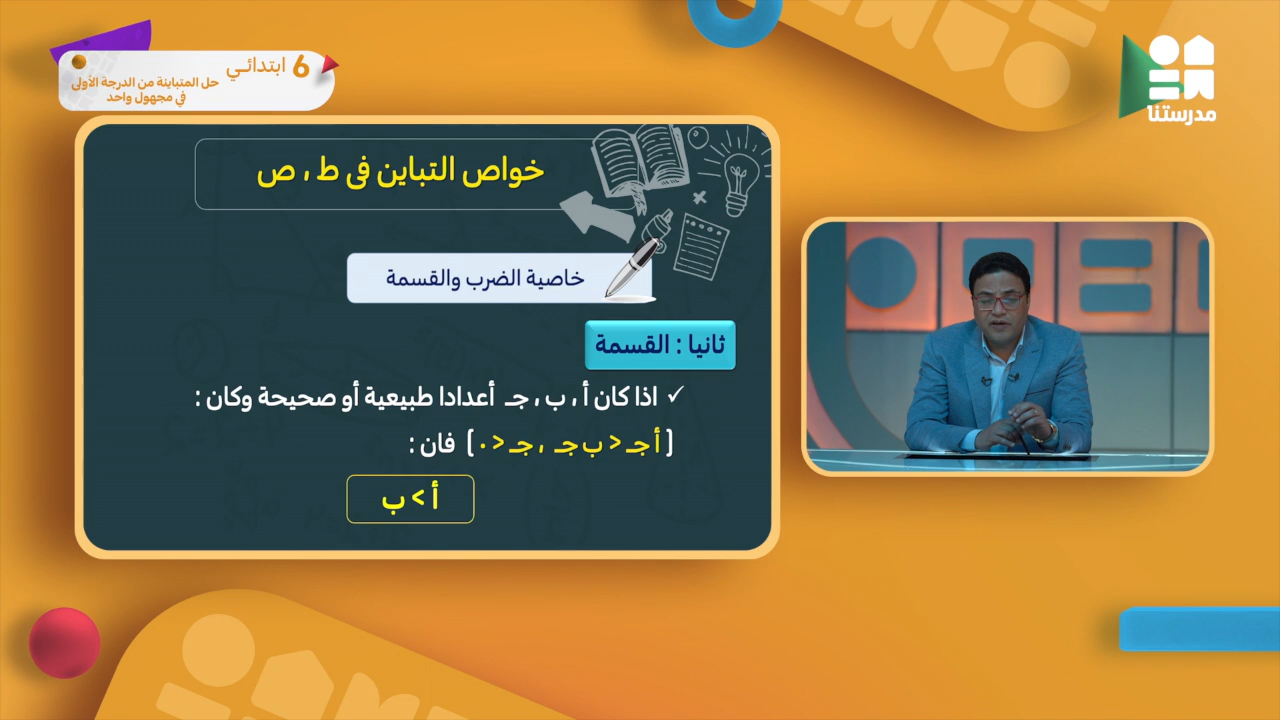 6 ابتدائـي
حل المتباينة من الدرجة الأولى
في مجهول واحد
مدرستنا
خواص التباين فى ط ، ص
خاصية الضرب والقسمة
ثانيا : القسمة
✓ اذا كان أ ، ب ، جـ أعدادا طبيعية أو صحيحة وكان :
[ أ جـ < ب جـ ، جـ < ٠ ] فان :
أ > ب